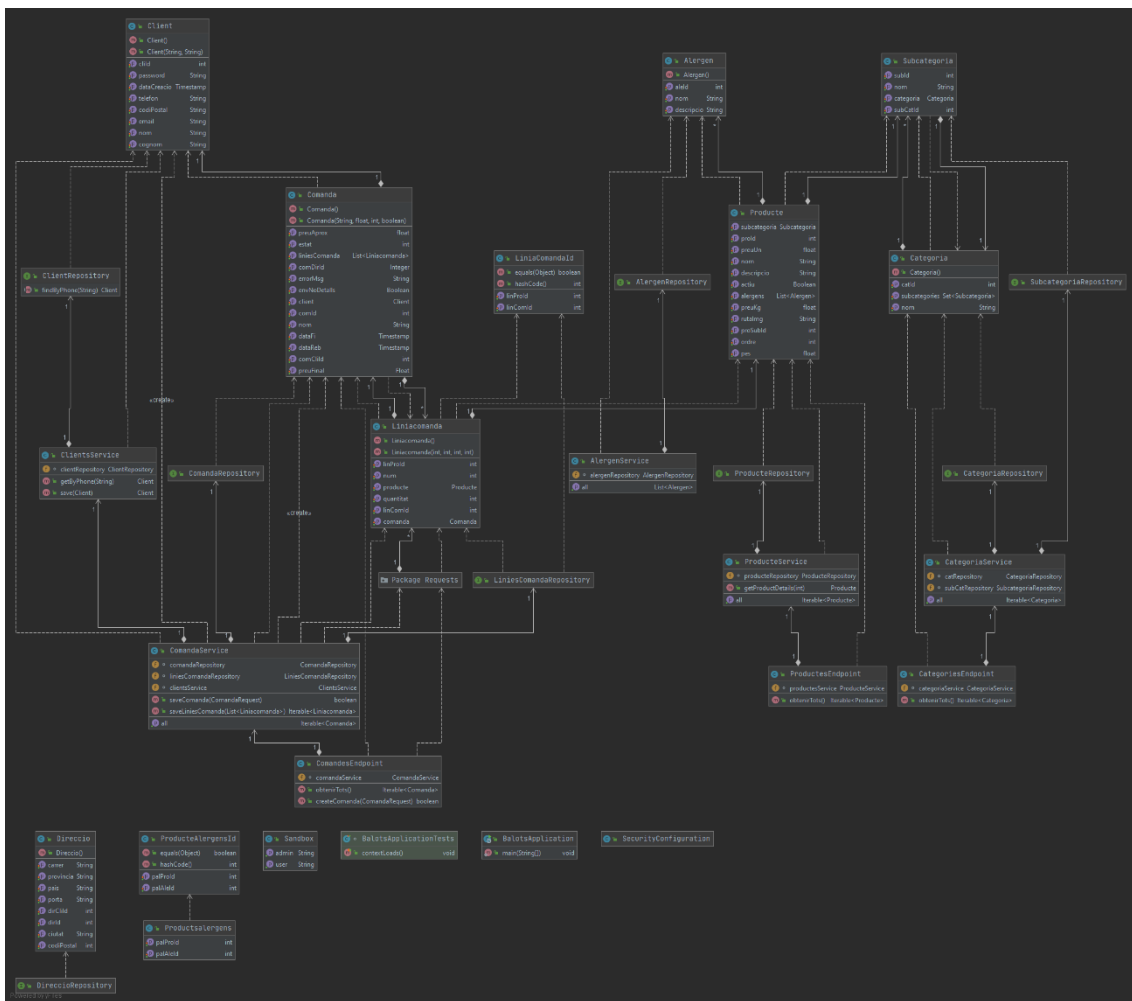 Client
Client()
Client(String, String)
cliId int
password String
dataCreacio Timestamp
telefon String
codiPostal String
email String
nom String
cognom String
Alergen
Alergen()
aleId int
nom String
descripcio String
Subcategoria
subId int
nom String
categoria Categoria
subCatId int
Comanda
Comanda()
Comanda(String, float, int, boolean)
preuAprox float
estat int
liniesComanda List<Liniacomanda>
comDirId Integer
errorMsg String
envNoDetails Boolean
client Client
comId int
nom String
dataFi Timestamp
dataReb Timestamp
comCliId int
preuFinal Float
Producte
subcategoria Subcategoria
proId int
preuUn float
nom String
descripcio String
actiu Boolean
alergens List<Alergen>
preuKg float
rutaImg String
proSubId int
ordre int
pes float
LiniaComandaId
equals(Object) boolean
hashCode() int
linProId int
linComId int
Categoria
Categoria()
catId int
subcategories Set<Subcategoria>
nom String
ClientRepository
findByPhone(String) Client
AlergenRepository
SubcategoriaRepository
«create»
Liniacomanda
Liniacomanda()
Liniacomanda(int, int, int, int)
linProId int
num int
producte Producte
quantitat int
linComId int
comanda Comanda
ClientsService
clientRepository ClientRepository
getByPhone(String) Client
save(Client) Client
ComandaRepository
AlergenService
alergenRepository AlergenRepository
all List<Alergen>
ProducteRepository
CategoriaRepository
«create»
Package Requests
LiniesComandaRepository
ProducteService
producteRepository ProducteRepository
getProductDetails(int) Producte
all Iterable<Producte>
CategoriaService
catRepository CategoriaRepository
subCatRepository SubcategoriaRepository
all Iterable<Categoria>
ComandaService
comandaRepository ComandaRepository
liniesComandaRepository LiniesComandaRepository
clientsService ClientsService
saveComanda(ComandaRequest) boolean
saveLiniesComanda(List<Liniacomanda>) Iterable<Liniacomanda>
all Iterable<Comanda>
ProductesEndpoint
productesService ProducteService
obtenirTots() Iterable<Producte>
CategoriesEndpoint
categoriaService CategoriaService
obtenirTots() Iterable<Categoria>
ComandesEndpoint
comandaService ComandaService
obtenirTots() Iterable<Comanda>
createComanda(ComandaRequest) boolean
Direccio
Direccio()
carrer String
provincia String
pais String
porta String
dirCliId int
dirId int
ciutat String
codiPostal int
ProducteAlergensId
equals(Object) boolean
hashCode() int
palProId int
palAleId int
Sandbox
admin String
user String
BalotsApplicationTests
contextLoads() void
BalotsApplication
main(String[]) void
SecurityConfiguration
Productsalergens
palProId int
palAleId int
DireccioRepository
Powered by yFiles